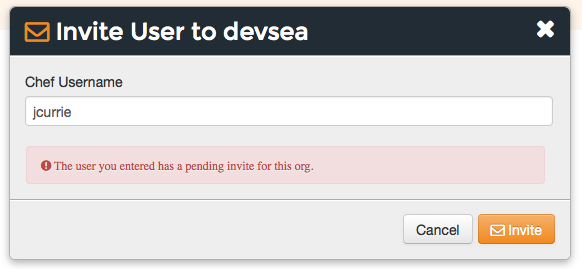 Invite User to devsea
Chef Username
jcurrie
The user you entered has a pending invite for this org.
Cancel
Invite